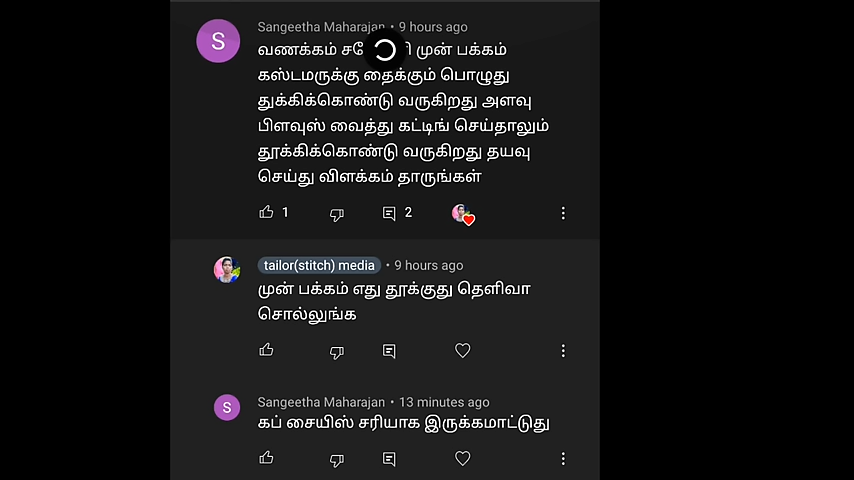 Sangeetha Maharajan • 9 hours ago
வணக்கம் முன் பக்கம்
கஸ்டமருக்கு தைக்கும் பொழுது
துக்கிக்கொண்டு வருகிறது அளவு
பிளவுஸ் வைத்து கட்டிங் செய்தாலும்
தூக்கிக்கொண்டு வருகிறது தயவு
செய்து விளக்கம் தாருங்கள்
1 2
tailor(stitch) media • 9 hours ago
முன் பக்கம் எது தூக்குது தெளிவா
சொல்லுங்க
Sangeetha Maharajan • 13 minutes ago
கப் சையிஸ் சரியாக இருக்கமாட்டுது
S
S